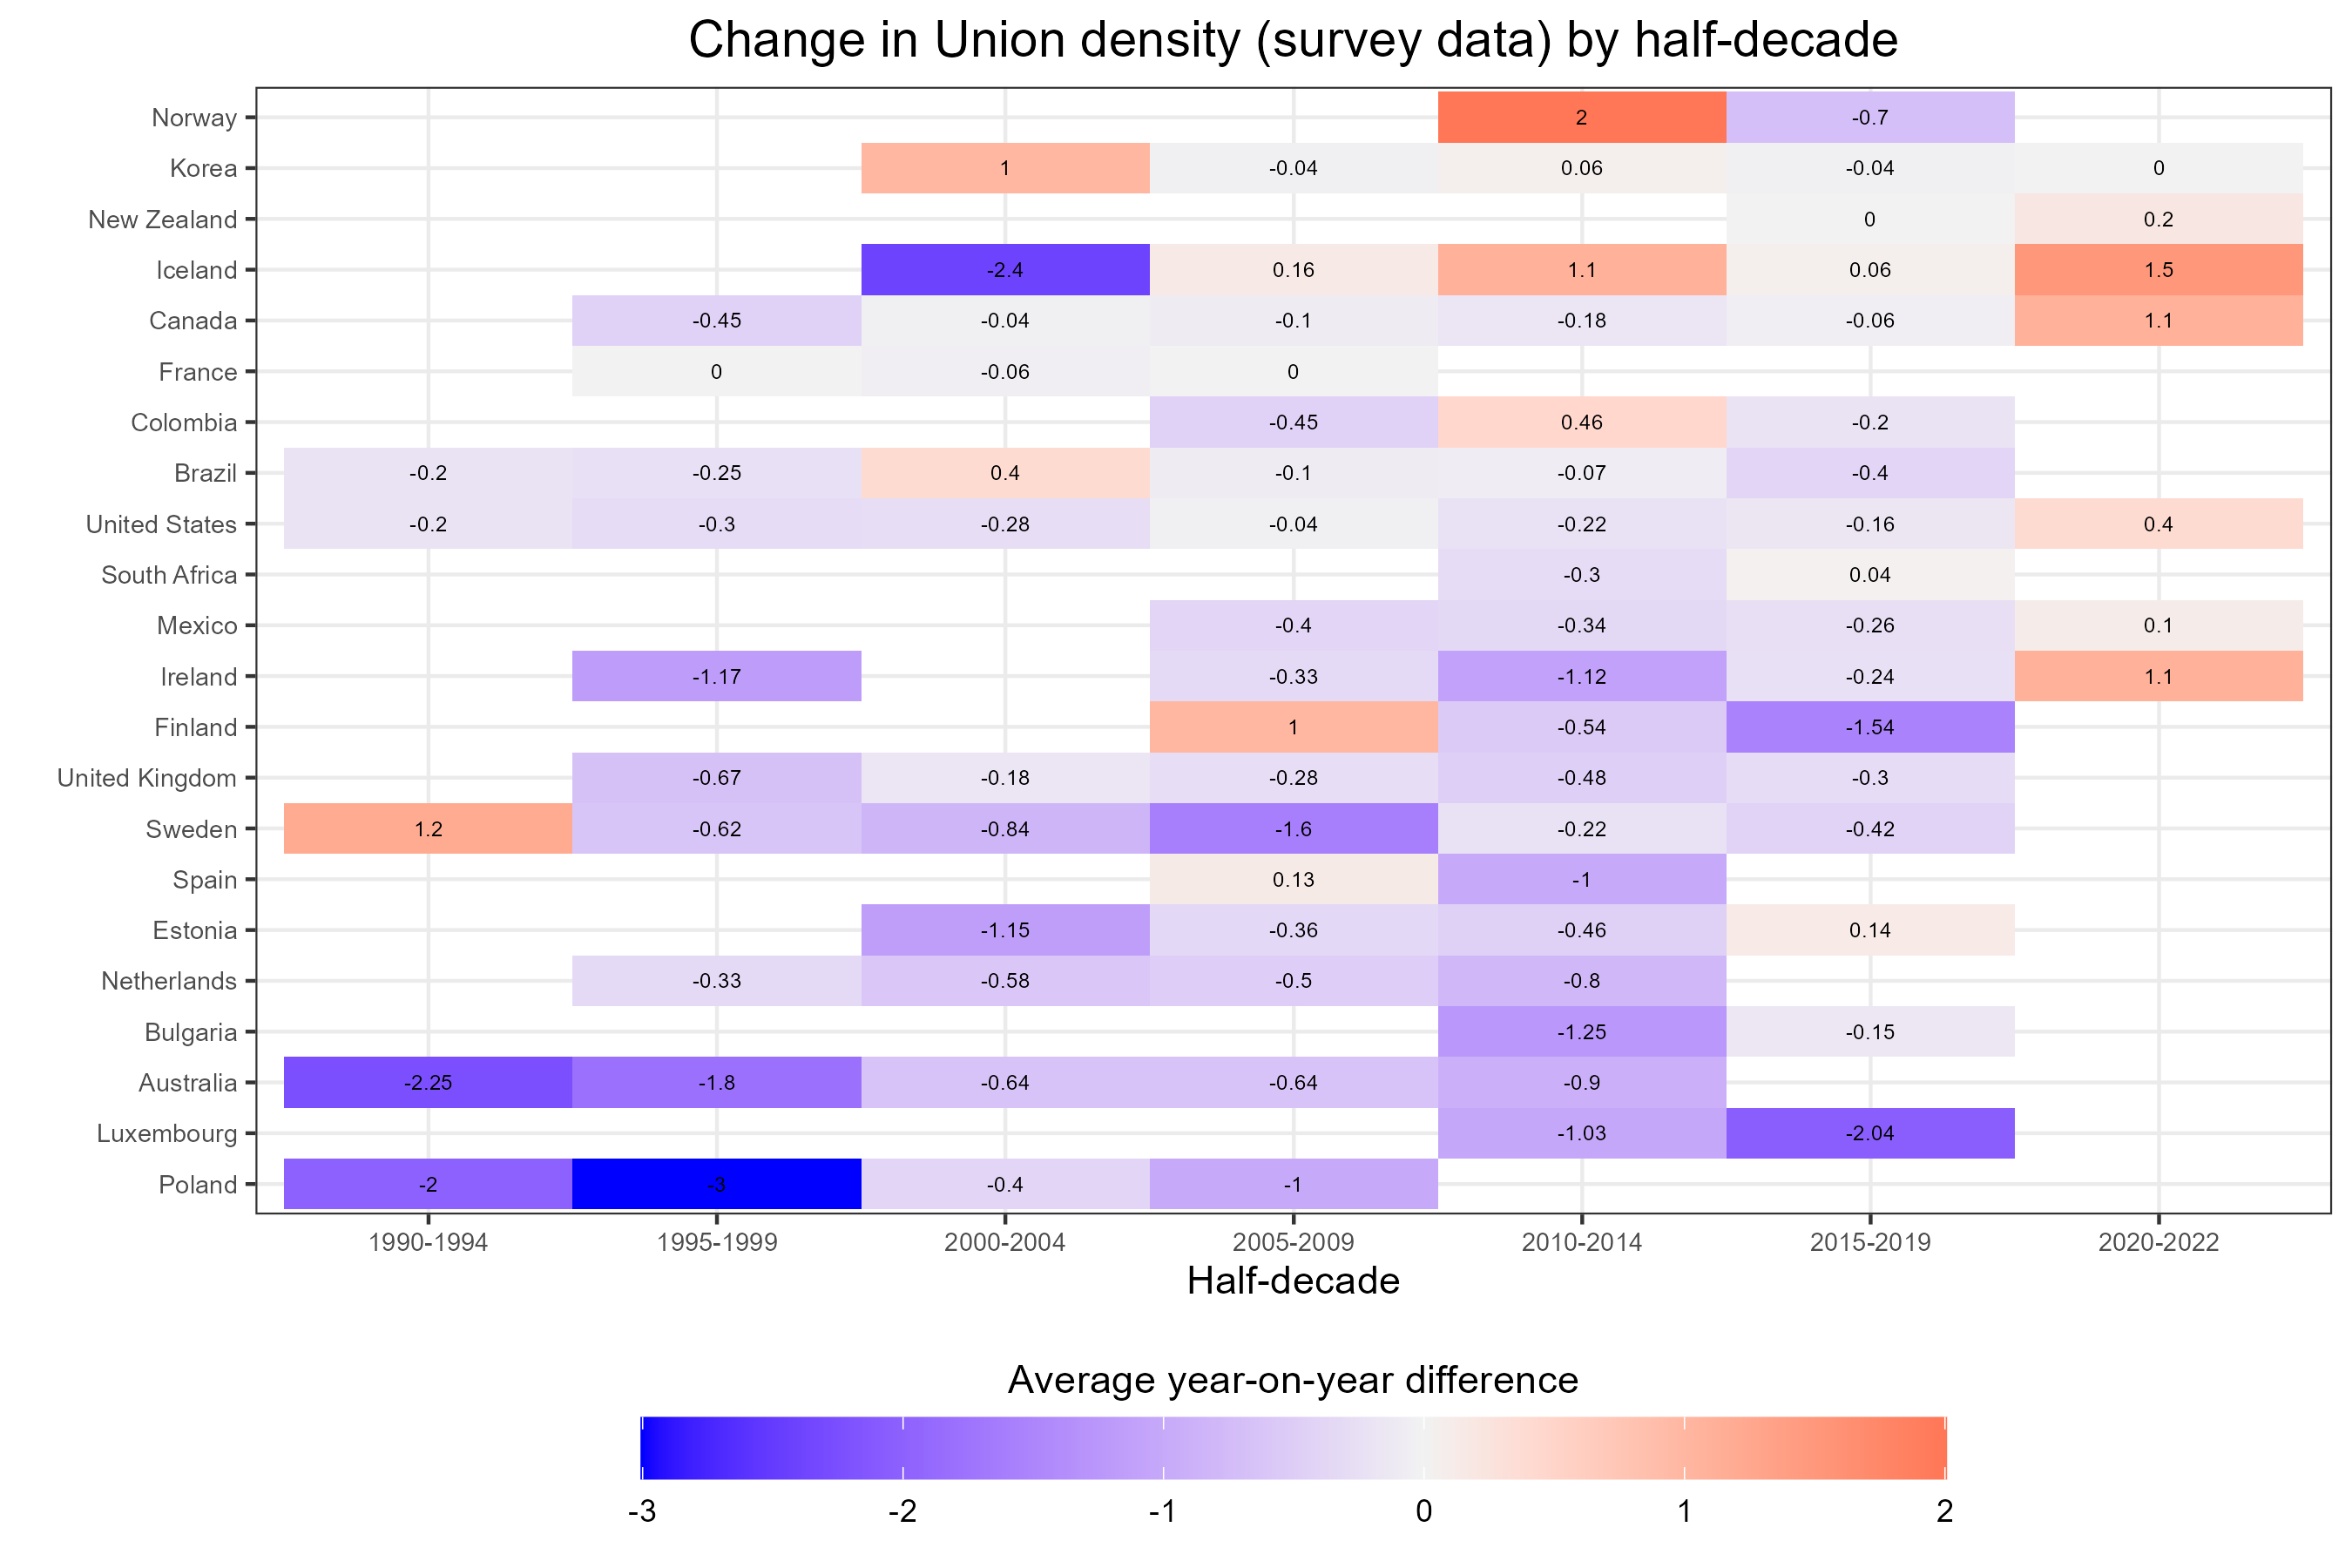 Change in Union density (survey data) by half-decade
Norway 2 -0.7
Korea 1 -0.04 0.06 -0.04 0
New Zealand 0 0.2
Iceland -2.4 0.16 1.1 0.06 1.5
Canada -0.45 -0.04 -0.1 -0.18 -0.06 1.1
France 0 -0.06 0
Colombia -0.45 0.46 -0.2
Brazil -0.2 -0.25 0.4 -0.1 -0.07 -0.4
United States -0.2 -0.3 -0.28 -0.04 -0.22 -0.16 0.4
South Africa -0.3 0.04
Mexico -0.4 -0.34 -0.26 0.1
Ireland -1.17 -0.33 -1.12 -0.24 1.1
Finland 1 -0.54 -1.54
United Kingdom -0.67 -0.18 -0.28 -0.48 -0.3
Sweden 1.2 -0.62 -0.84 -1.6 -0.22 -0.42
Spain 0.13 -1
Estonia -1.15 -0.36 -0.46 0.14
Netherlands -0.33 -0.58 -0.5 -0.8
Bulgaria -1.25 -0.15
Australia -2.25 -1.8 -0.64 -0.64 -0.9
Luxembourg -1.03 -2.04
Poland -2 -3 -0.4 -1
1990-1994 1995-1999 2000-2004 2005-2009 2010-2014 2015-2019 2020-2022
Half-decade
Average year-on-year difference
-3 -2 -1 0 1 2